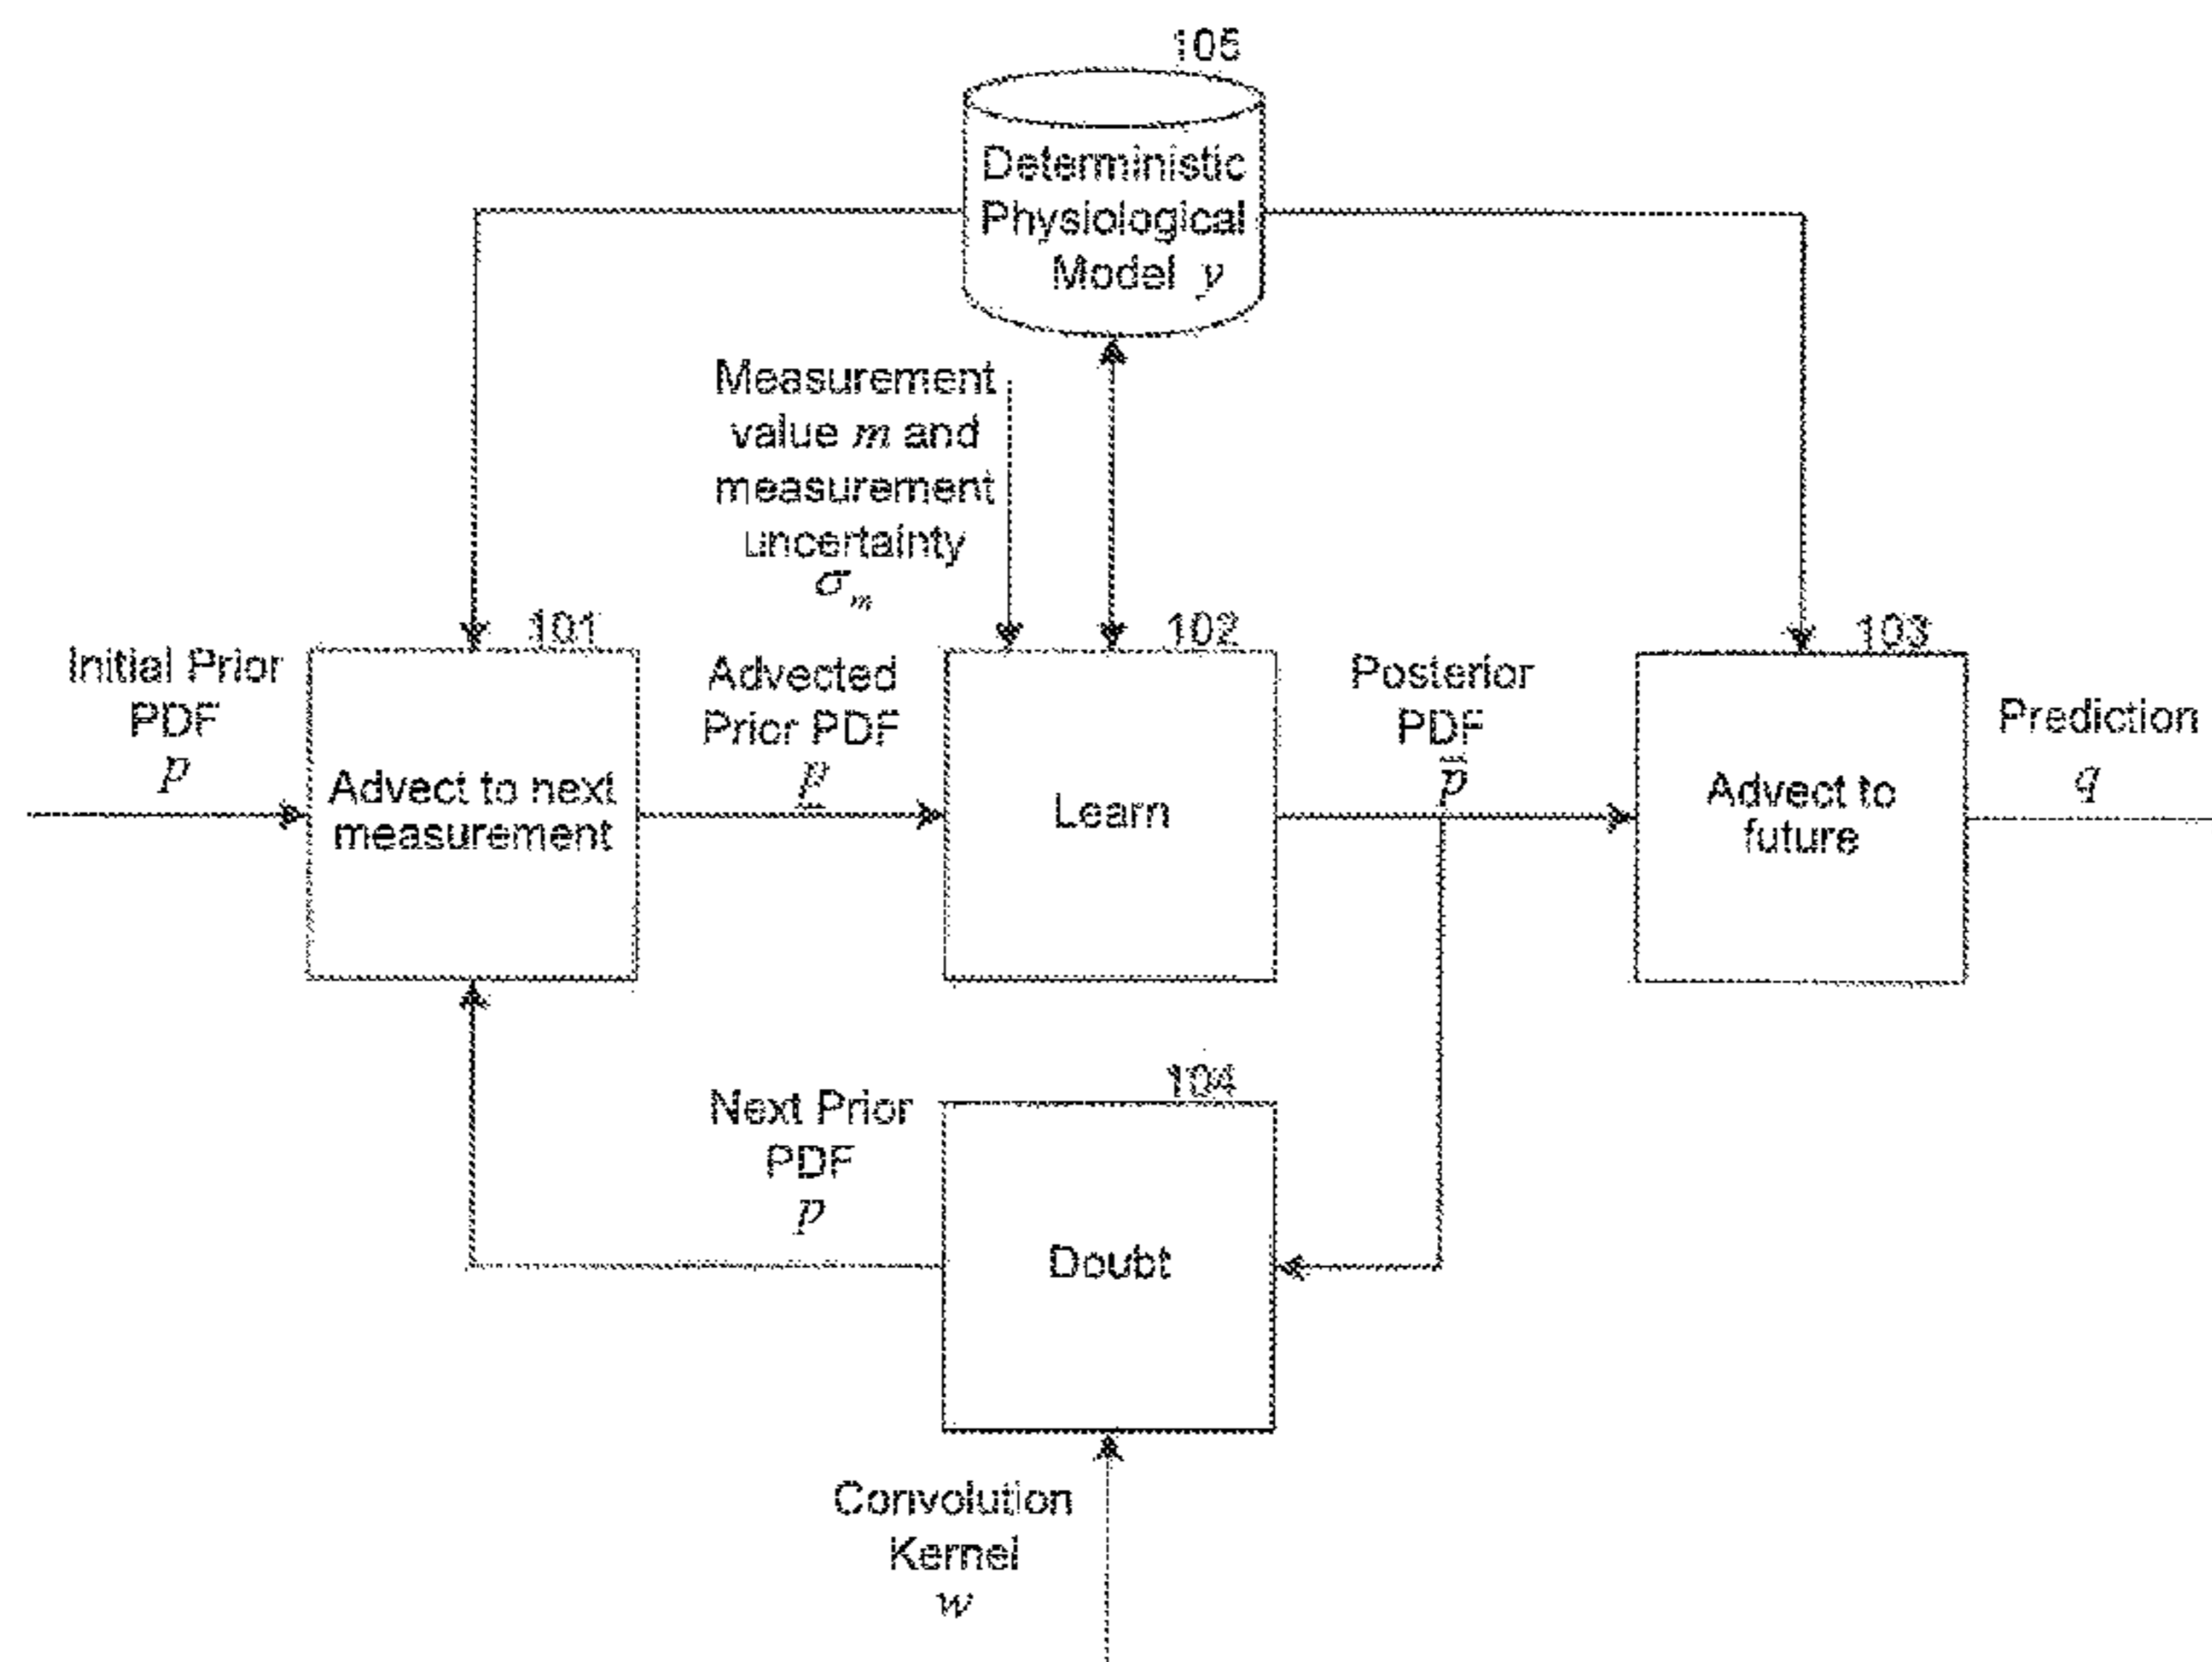 105
Deterministic
Physiological
Model y
Measurement
value m and
measurement
uncertainty
σm
101
102
103
Initial Prior
PDF
p
Advect to next
measurement
Advected
Prior PDF
p
Learn
Posterior
PDF
p̄
Advect to
future
Prediction
q
104
Next Prior
PDF
p
Doubt
Convolution
Kernel
w